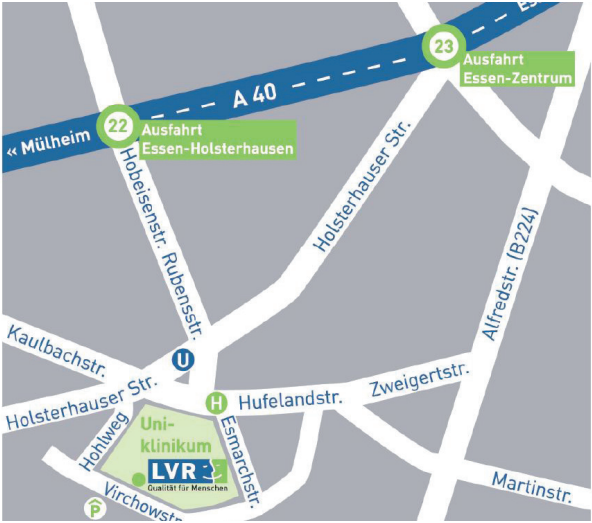 Es
23
Ausfahrt
Essen-Zentrum
A 40
22
Ausfahrt
Essen-Holsterhausen
« Mülheim
Hobeisenstr.
Rubensstr.
Holsterhauser Str.
Alfredstr. (B224)
Kaulbachstr.
U
Holsterhauser Str.
H
Hufelandstr.
Zweigertstr.
Hohlweg
Uni-
klinikum
LVR
Qualität für Menschen
Esmarchstr.
Virchowstr
P
Martinstr.